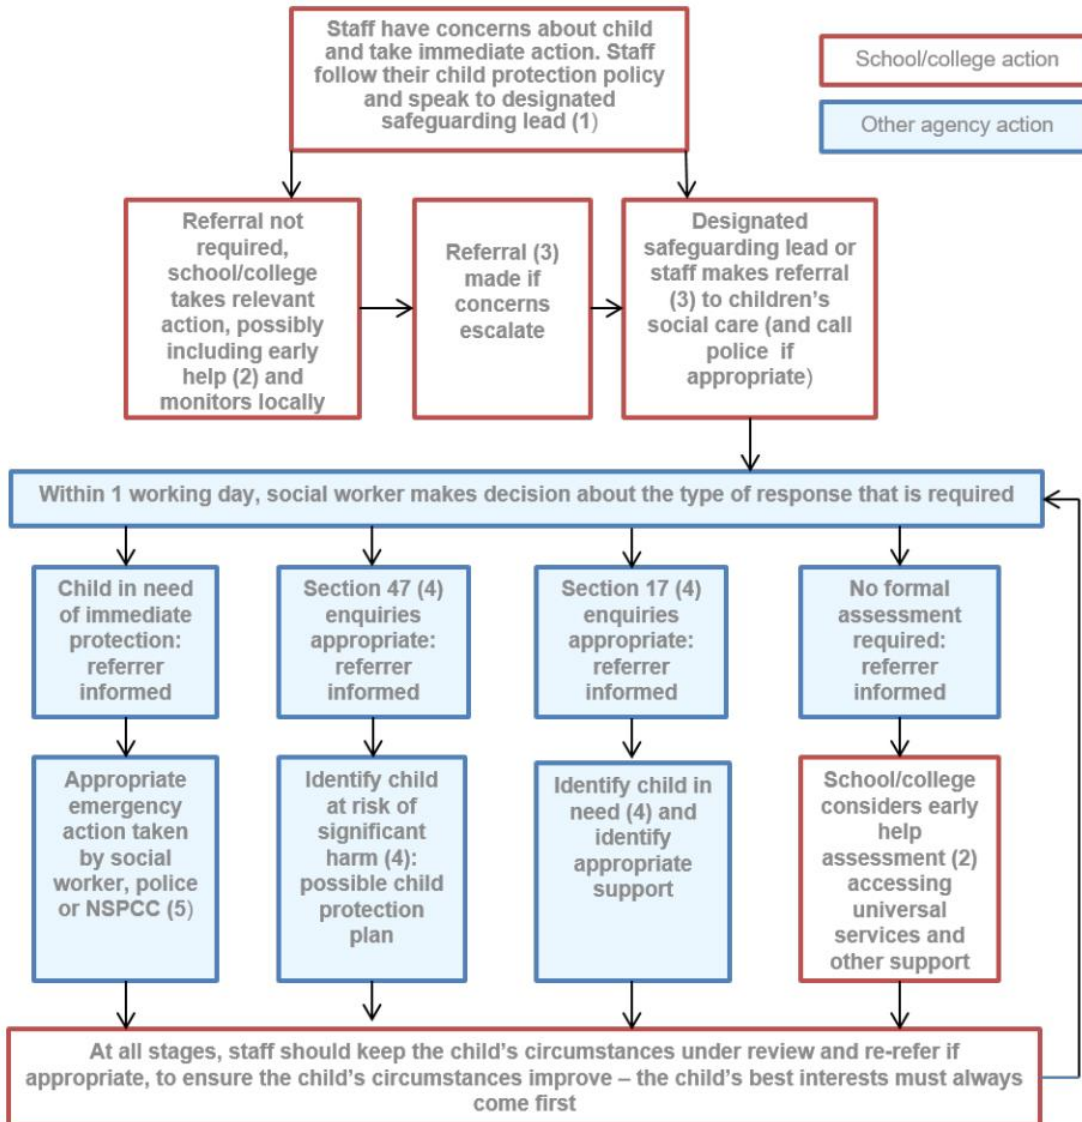 Staff have concerns about child
and take immediate action. Staff
follow their child protection policy
and speak to designated
safeguarding lead (1)
School/college action
Other agency action
Referral not
required,
school/college
takes relevant
action, possibly
including early
help (2) and
monitors locally
Referral (3)
made if
concerns
escalate
Designated
safeguarding lead or
staff makes referral
(3) to children’s
social care (and call
police if
appropriate)
Within 1 working day, social worker makes decision about the type of response that is required
Child in need
of immediate
protection:
referrer
informed
Section 47 (4)
enquiries
appropriate:
referrer
informed
Section 17 (4)
enquiries
appropriate:
referrer
informed
No formal
assessment
required:
referrer
informed
Appropriate
emergency
action taken
by social
worker, police
or NSPCC (5)
Identify child
at risk of
significant
harm (4):
possible child
protection
plan
Identify child in
need (4) and
identify
appropriate
support
School/college
considers early
help
assessment (2)
accessing
universal
services and
other support
At all stages, staff should keep the child’s circumstances under review and re-refer if
appropriate, to ensure the child’s circumstances improve – the child’s best interests must always
come first